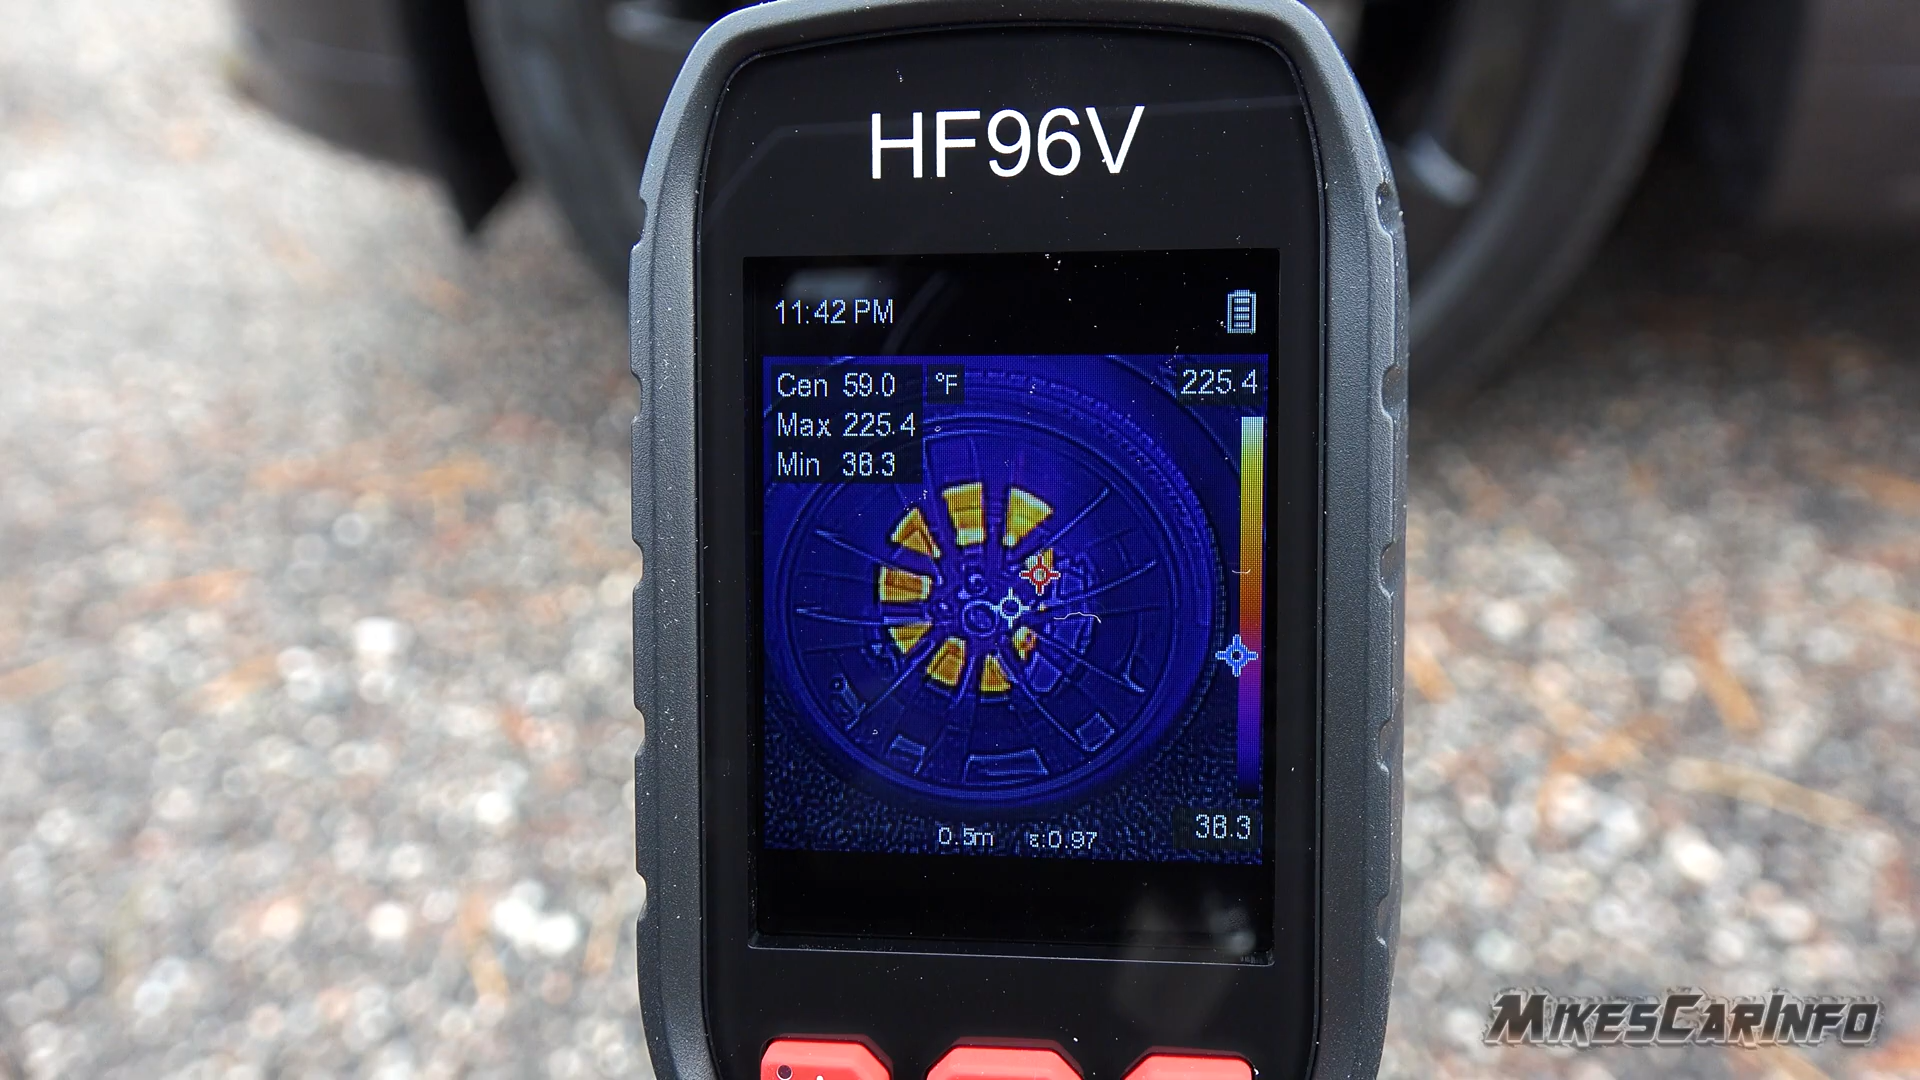 HF96V
11:42 PM
Cen 59.0 °F
Max 225.4
Min 38.3
225.4
38.3
0.5m ε:0.97
MIKESCARINFO